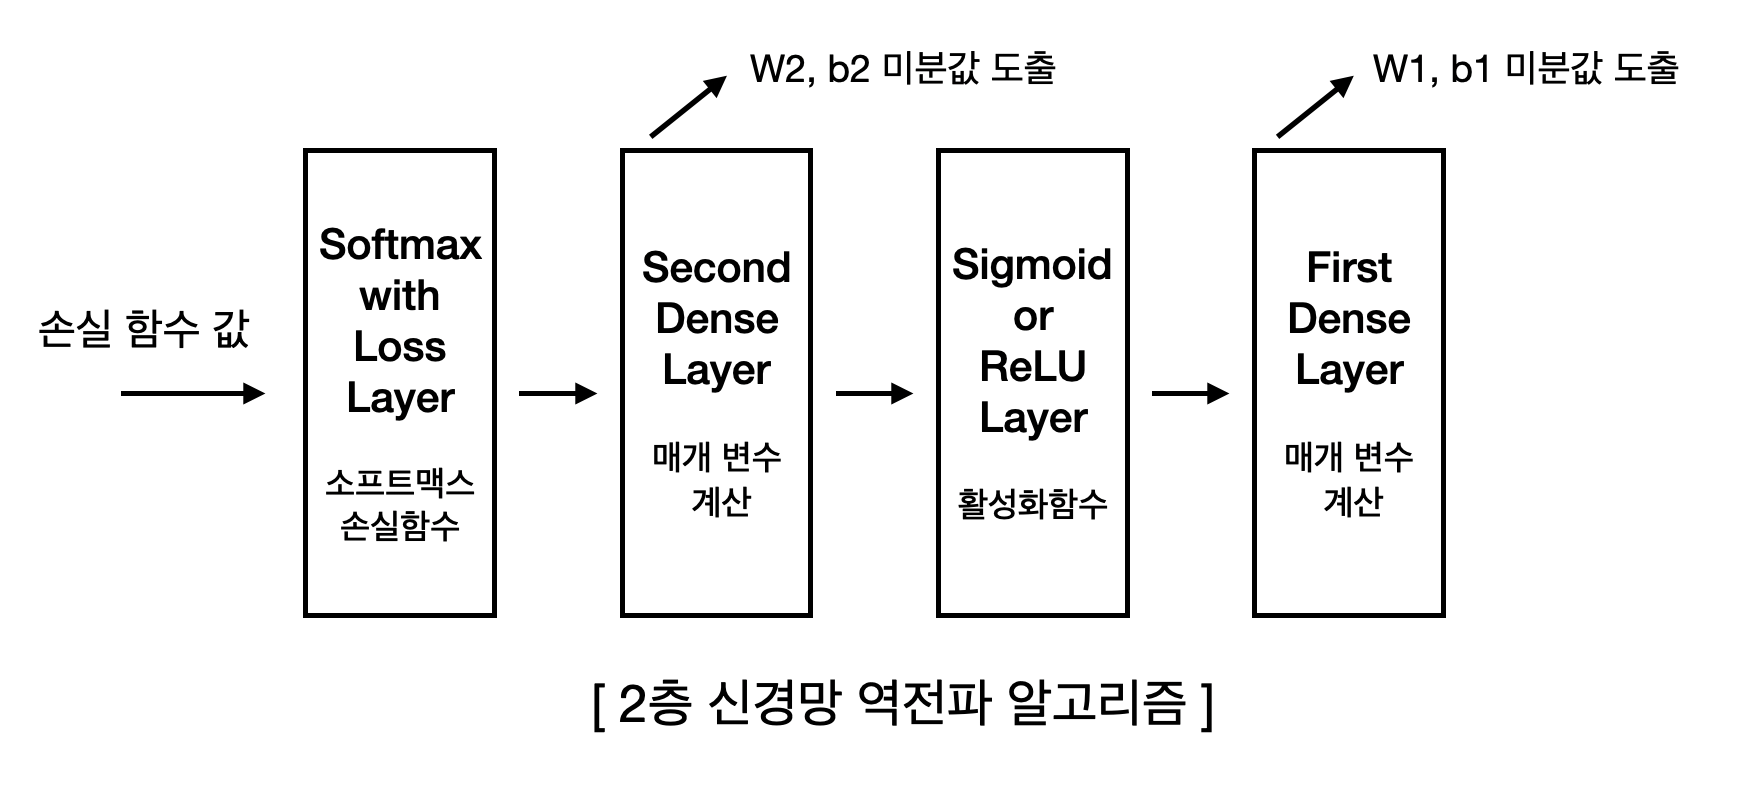 W2, b2 미분값 도출
W1, b1 미분값 도출
손실 함수 값
Softmax
with
Loss
Layer
소프트맥스
손실함수
Second
Dense
Layer
매개 변수
계산
Sigmoid
or
ReLU
Layer
활성화함수
First
Dense
Layer
매개 변수
계산
[ 2층 신경망 역전파 알고리즘 ]